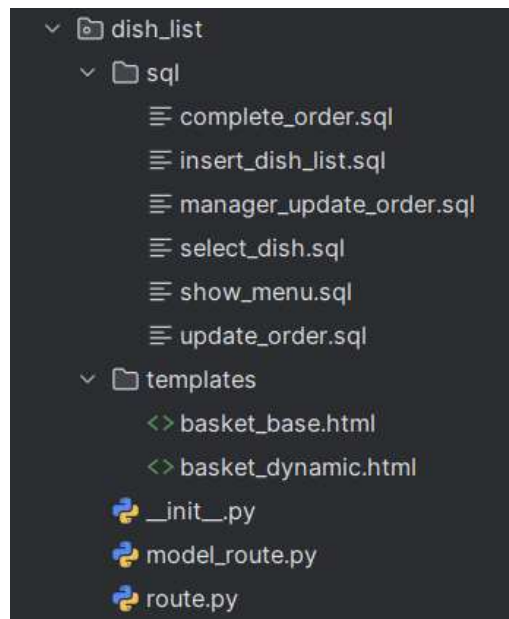 dish_list
sql
complete_order.sql
insert_dish_list.sql
manager_update_order.sql
select_dish.sql
show_menu.sql
update_order.sql
templates
basket_base.html
basket_dynamic.html
__init__.py
model_route.py
route.py